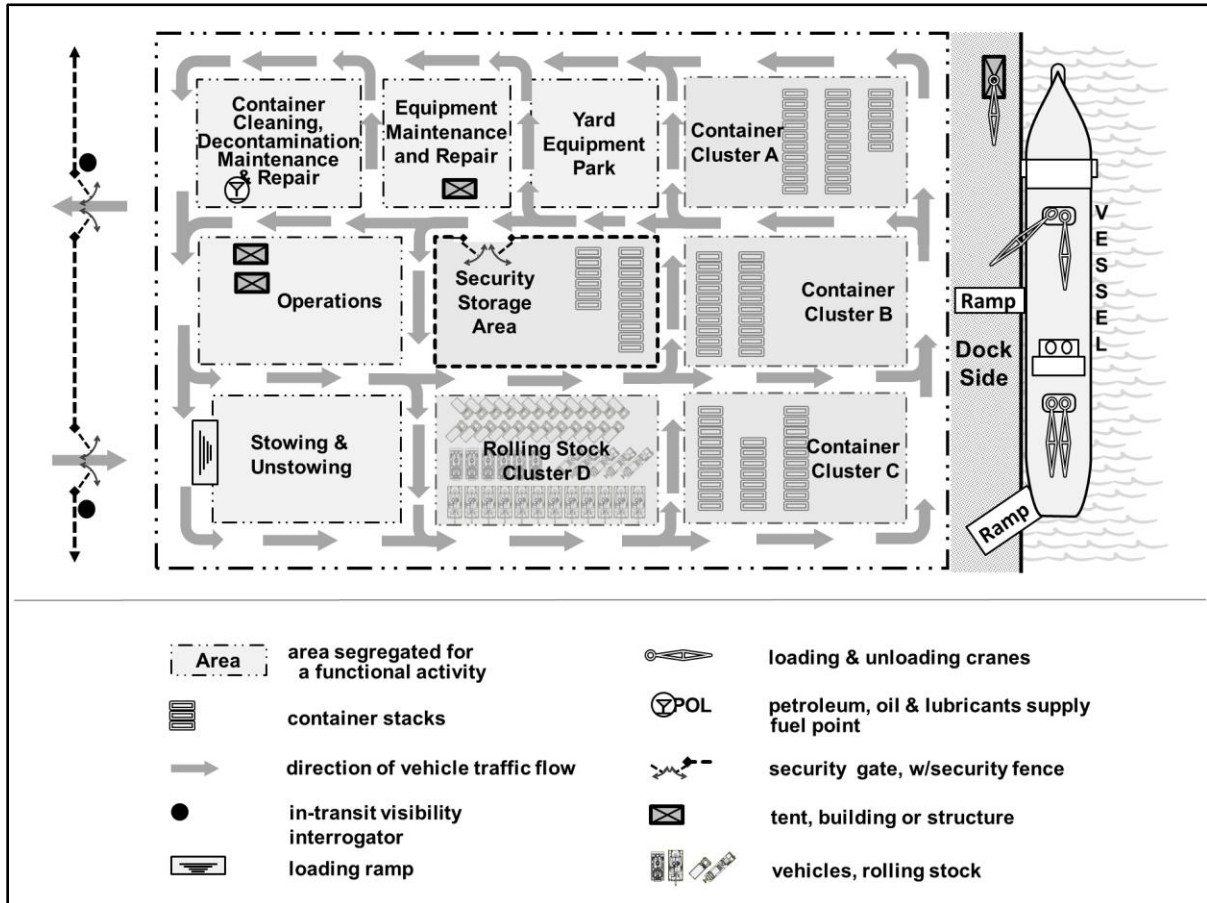 Container
Cleaning,
Decontamination
Maintenance
& Repair
Equipment
Maintenance
and Repair
Yard
Equipment
Park
Container
Cluster A
Operations
Security
Storage
Area
Container
Cluster B
Ramp
Dock
Side
VESSEL
Stowing &
Unstowing
Rolling Stock
Cluster D
Container
Cluster C
Ramp
Area
area segregated for
a functional activity
container stacks
direction of vehicle traffic flow
in-transit visibility
interrogator
loading ramp
loading & unloading cranes
POL
petroleum, oil & lubricants supply
fuel point
security gate, w/security fence
tent, building or structure
vehicles, rolling stock